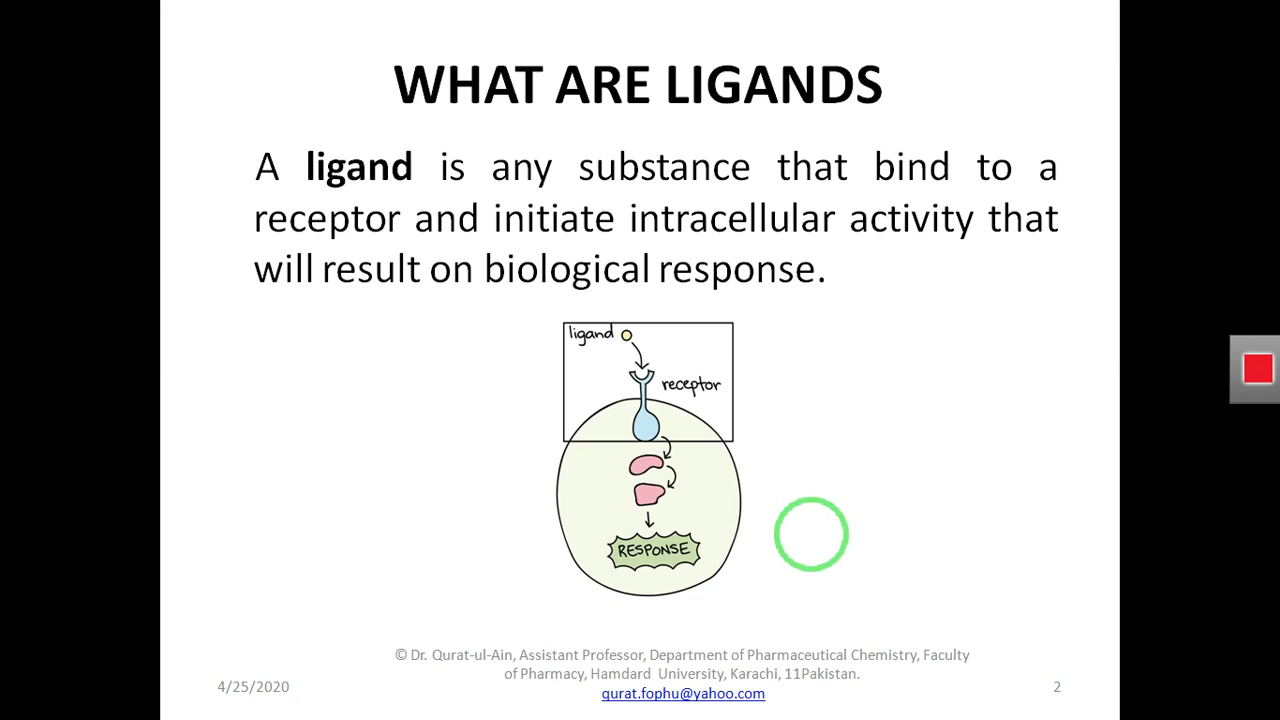 WHAT ARE LIGANDS
A ligand is any substance that bind to a
receptor and initiate intracellular activity that
will result on biological response.
ligand
receptor
RESPONSE
© Dr. Qurat-ul-Ain, Assistant Professor, Department of Pharmaceutical Chemistry, Faculty
of Pharmacy, Hamdard University, Karachi, 11Pakistan.
qurat.fophu@yahoo.com
4/25/2020
2